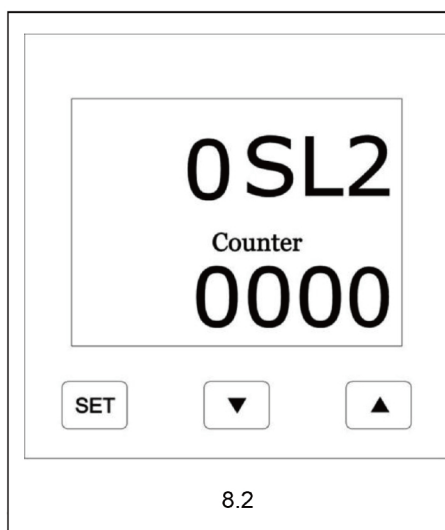 0SL2
Counter
0000
SET ▼ ▲
8.2